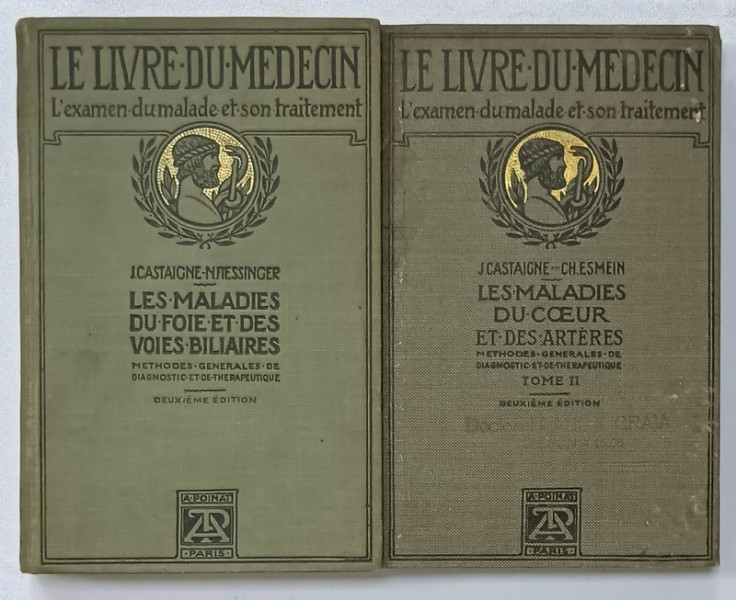 LE LIVRE·DU·MEDECIN
L'examen·du malade·et·son traitement
J.CASTAIGNE-N.FIESSINGER
LES·MALADIES
DU·FOIE·ET·DES
VOIES·BILIAIRES
METHODES·GENERALES·DE
DIAGNOSTIC·ET·DE·THERAPEUTIQUE
DEUXIÈME ÉDITION
A·POINAT
·PARIS·
LE LIVRE·DU·MEDECIN
L'examen·du malade·et·son traitement
J.CASTAIGNE-CH.ESMEIN
LES·MALADIES
DU·CŒUR
ET·DES·ARTÈRES
METHODES·GENERALES·DE
DIAGNOSTIC·ET·DE·THERAPEUTIQUE
TOME II
DEUXIÈME ÉDITION
A·POINAT
·PARIS·